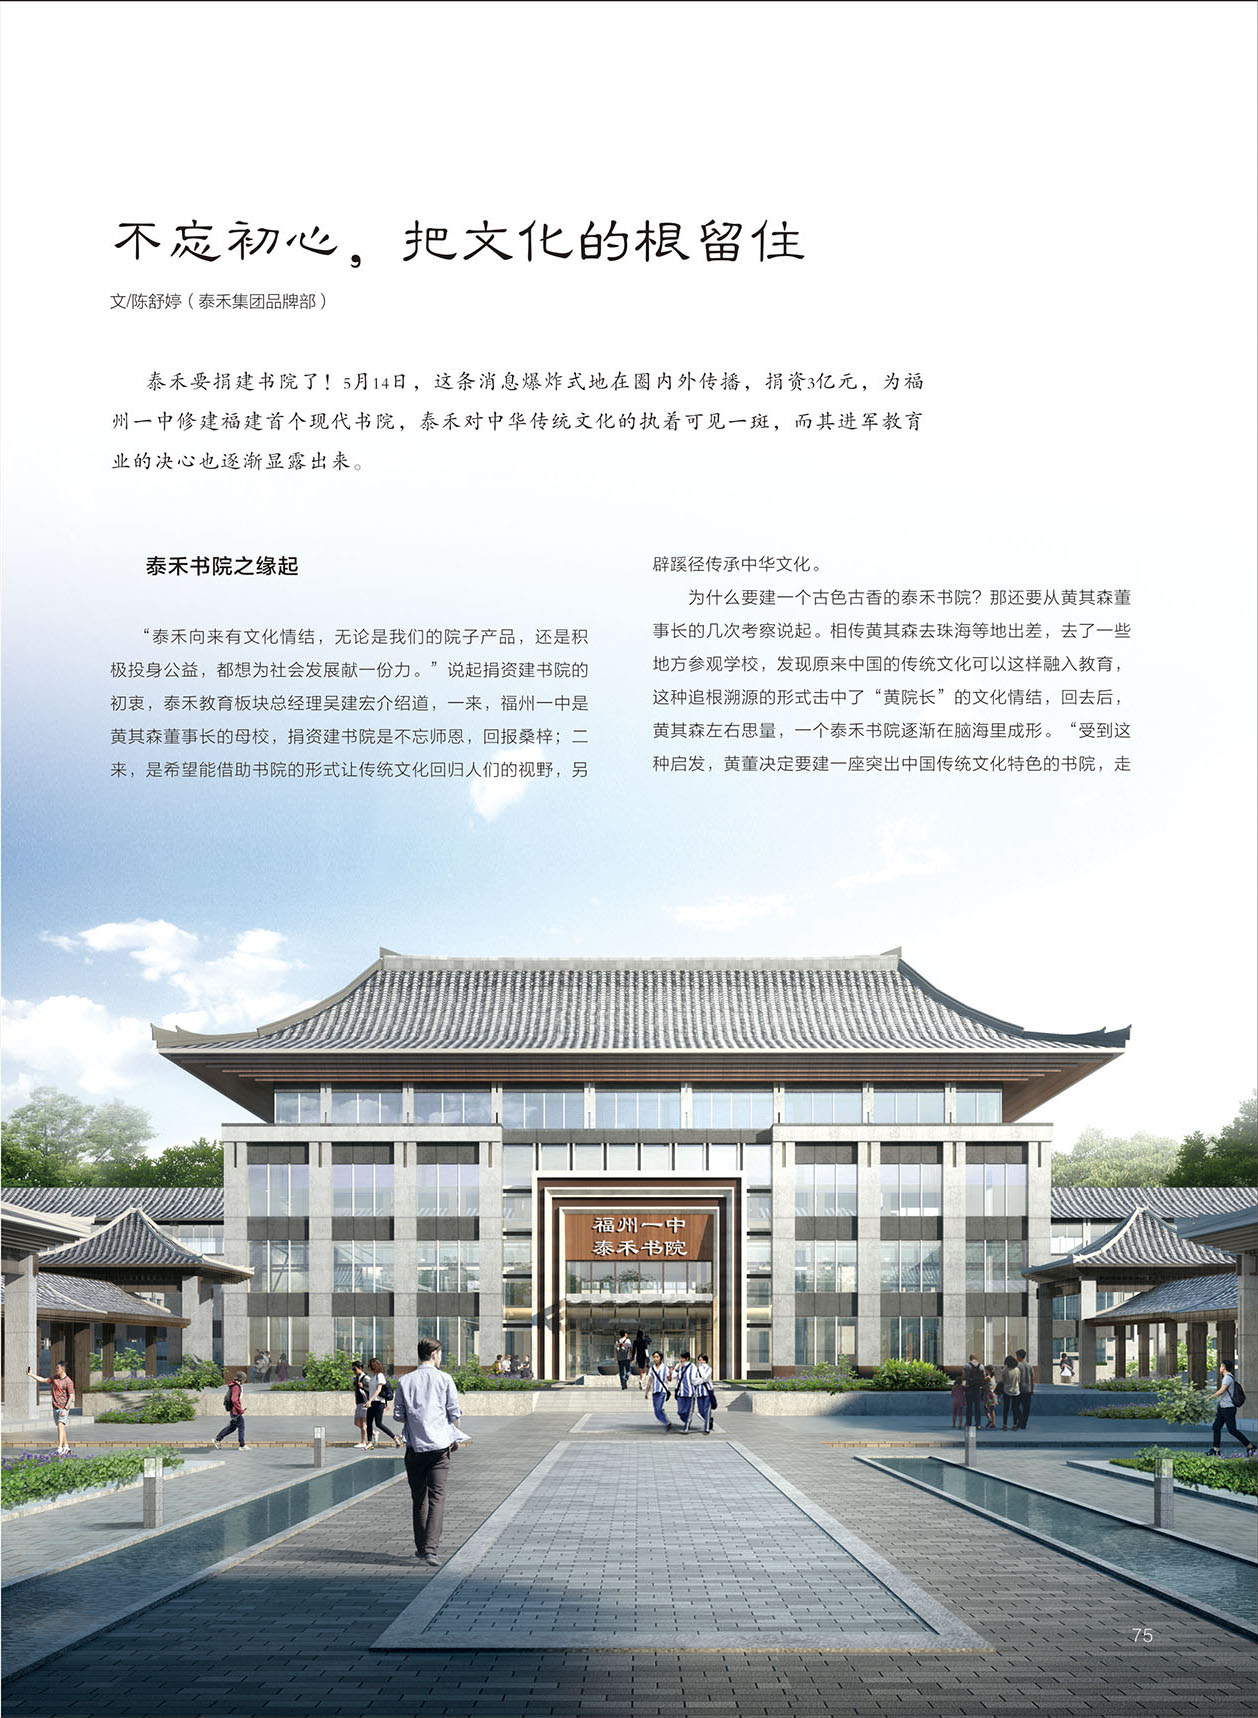 不忘初心，把文化的根留住
文/陈舒婷（泰禾集团品牌部）
泰禾要捐建书院了！5月14日，这条消息爆炸式地在圈内外传播，捐资3亿元，为福
州一中修建福建首个现代书院，泰禾对中华传统文化的执着可见一斑，而其进军教育
业的决心也逐渐显露出来。
泰禾书院之缘起
“泰禾向来有文化情结，无论是我们的院子产品，还是积
极投身公益，都想为社会发展献一份力。”说起捐资建书院的
初衷，泰禾教育板块总经理吴建宏介绍道，一来，福州一中是
黄其森董事长的母校，捐资建书院是不忘师恩，回报桑梓；二
来，是希望能借助书院的形式让传统文化回归人们的视野，另
辟蹊径传承中华文化。
为什么要建一个古色古香的泰禾书院？那还要从黄其森董
事长的几次考察说起。相传黄其森去珠海等地出差，去了一些
地方参观学校，发现原来中国的传统文化可以这样融入教育，
这种追根溯源的形式击中了“黄院长”的文化情结，回去后，
黄其森左右思量，一个泰禾书院逐渐在脑海里成形。“受到这
种启发，黄董决定要建一座突出中国传统文化特色的书院，走
福州一中
泰禾书院
75